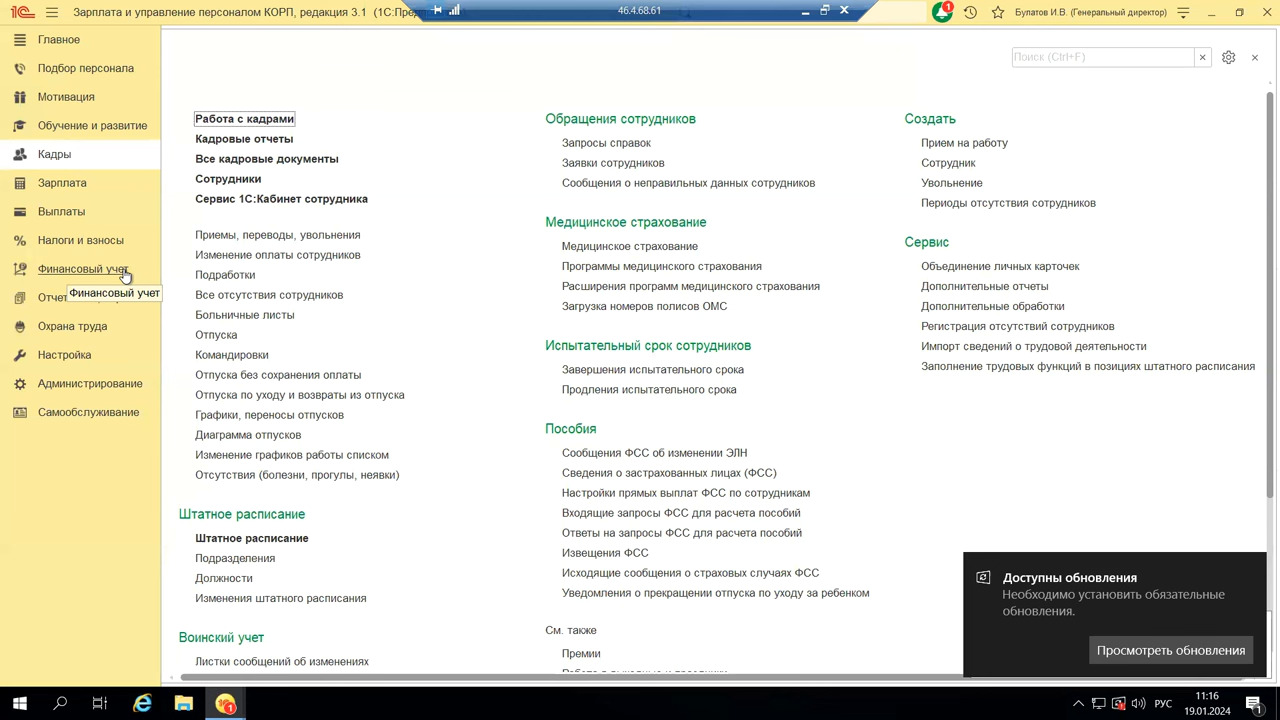 Зарплата и управление персоналом КОРП, редакция 3.1 (1С:Пре
46.4.68.61
1
Булатов И.В. (Генеральный директор)
Главное
Подбор персонала
Мотивация
Обучение и развитие
Кадры
Зарплата
Выплаты
Налоги и взносы
Финансовый учет
Финансовый учет
Отчет
Охрана труда
Настройка
Администрирование
Самообслуживание
Поиск (Ctrl+F)
Работа с кадрами
Кадровые отчеты
Все кадровые документы
Сотрудники
Сервис 1С:Кабинет сотрудника
Приемы, переводы, увольнения
Изменение оплаты сотрудников
Подработки
Все отсутствия сотрудников
Больничные листы
Отпуска
Командировки
Отпуска без сохранения оплаты
Отпуска по уходу и возвраты из отпуска
Графики, переносы отпусков
Диаграмма отпусков
Изменение графиков работы списком
Отсутствия (болезни, прогулы, неявки)
Штатное расписание
Штатное расписание
Подразделения
Должности
Изменения штатного расписания
Воинский учет
Листки сообщений об изменениях
Обращения сотрудников
Запросы справок
Заявки сотрудников
Сообщения о неправильных данных сотрудников
Медицинское страхование
Медицинское страхование
Программы медицинского страхования
Расширения программ медицинского страхования
Загрузка номеров полисов ОМС
Испытательный срок сотрудников
Завершения испытательного срока
Продления испытательного срока
Пособия
Сообщения ФСС об изменении ЭЛН
Сведения о застрахованных лицах (ФСС)
Настройки прямых выплат ФСС по сотрудникам
Входящие запросы ФСС для расчета пособий
Ответы на запросы ФСС для расчета пособий
Извещения ФСС
Исходящие сообщения о страховых случаях ФСС
Уведомления о прекращении отпуска по уходу за ребенком
См. также
Премии
Создать
Прием на работу
Сотрудник
Увольнение
Периоды отсутствия сотрудников
Сервис
Объединение личных карточек
Дополнительные отчеты
Дополнительные обработки
Регистрация отсутствий сотрудников
Импорт сведений о трудовой деятельности
Заполнение трудовых функций в позициях штатного расписания
Доступны обновления
Необходимо установить обязательные
обновления.
Просмотреть обновления
РУС
11:16
19.01.2024
1